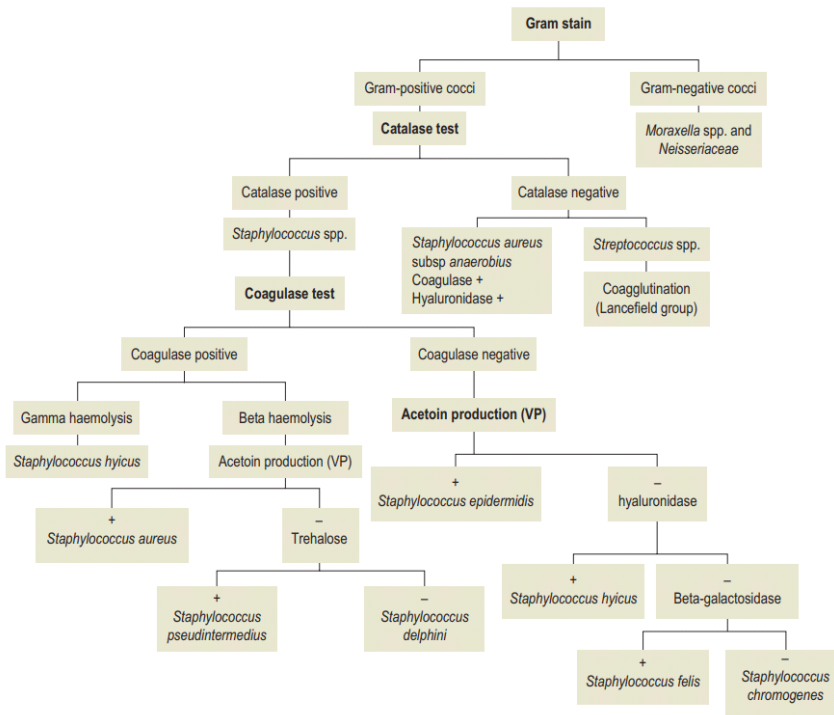 Gram stain
Gram-positive cocci
Gram-negative cocci
Catalase test
Moraxella spp. and
Neisseriaceae
Catalase positive
Catalase negative
Staphylococcus spp.
Staphylococcus aureus
subsp anaerobius
Coagulase +
Hyaluronidase +
Streptococcus spp.
Coagglutination
(Lancefield group)
Coagulase test
Coagulase positive
Coagulase negative
Gamma haemolysis
Beta haemolysis
Acetoin production (VP)
Staphylococcus hyicus
Acetoin production (VP)
+
Staphylococcus epidermidis
–
hyaluronidase
+
Staphylococcus aureus
–
Trehalose
+
Staphylococcus hyicus
–
Beta-galactosidase
+
Staphylococcus
pseudintermedius
–
Staphylococcus
delphini
+
Staphylococcus felis
–
Staphylococcus
chromogenes